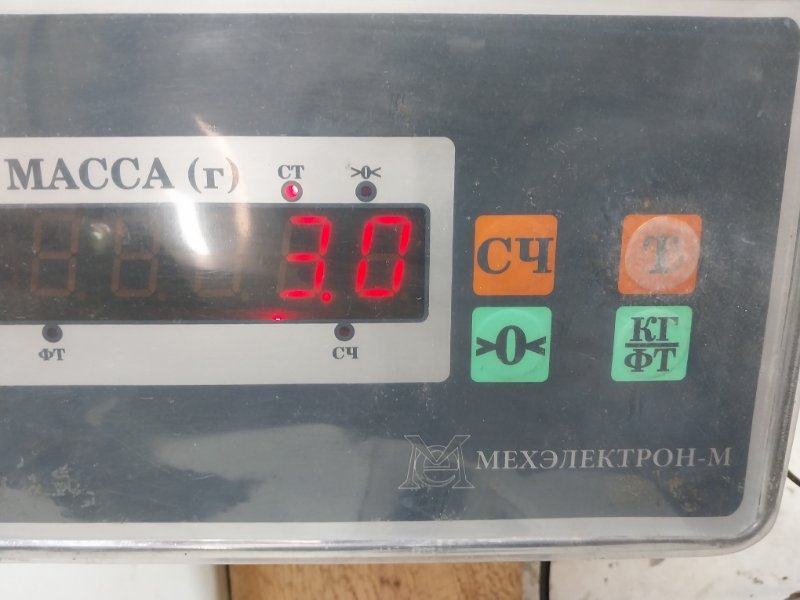 МАССА (г) СТ >0<
3.0
СЧ Т
>0< КГ
ФТ
ФТ СЧ
МЕХЭЛЕКТРОН-М